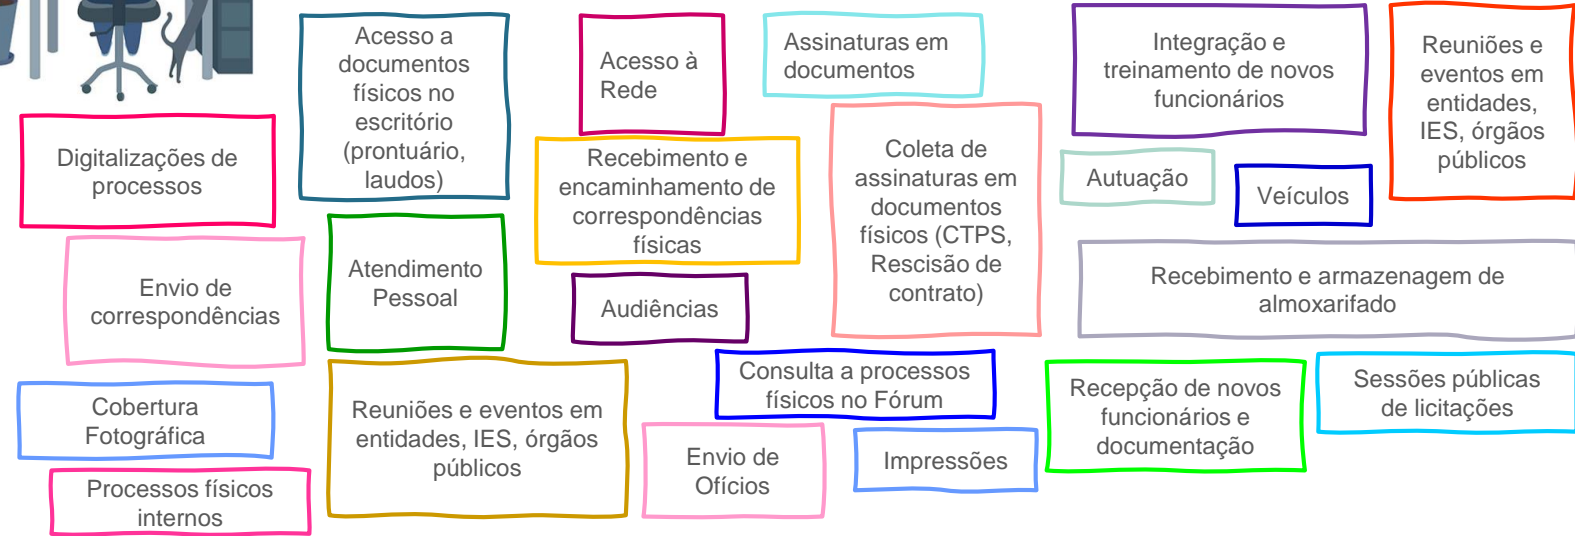 Acesso a
documentos
físicos no
escritório
(prontuário,
laudos)
Acesso à
Rede
Assinaturas em
documentos
Integração e
treinamento de novos
funcionários
Reuniões e
eventos em
entidades,
IES, órgãos
públicos
Digitalizações de
processos
Recebimento e
encaminhamento de
correspondências
físicas
Coleta de
assinaturas em
documentos
físicos (CTPS,
Rescisão de
contrato)
Autuação
Veículos
Envio de
correspondências
Atendimento
Pessoal
Audiências
Recebimento e armazenagem de
almoxarifado
Cobertura
Fotográfica
Reuniões e eventos em
entidades, IES, órgãos
públicos
Consulta a processos
físicos no Fórum
Recepção de novos
funcionários e
documentação
Sessões públicas
de licitações
Processos físicos
internos
Envio de
Ofícios
Impressões